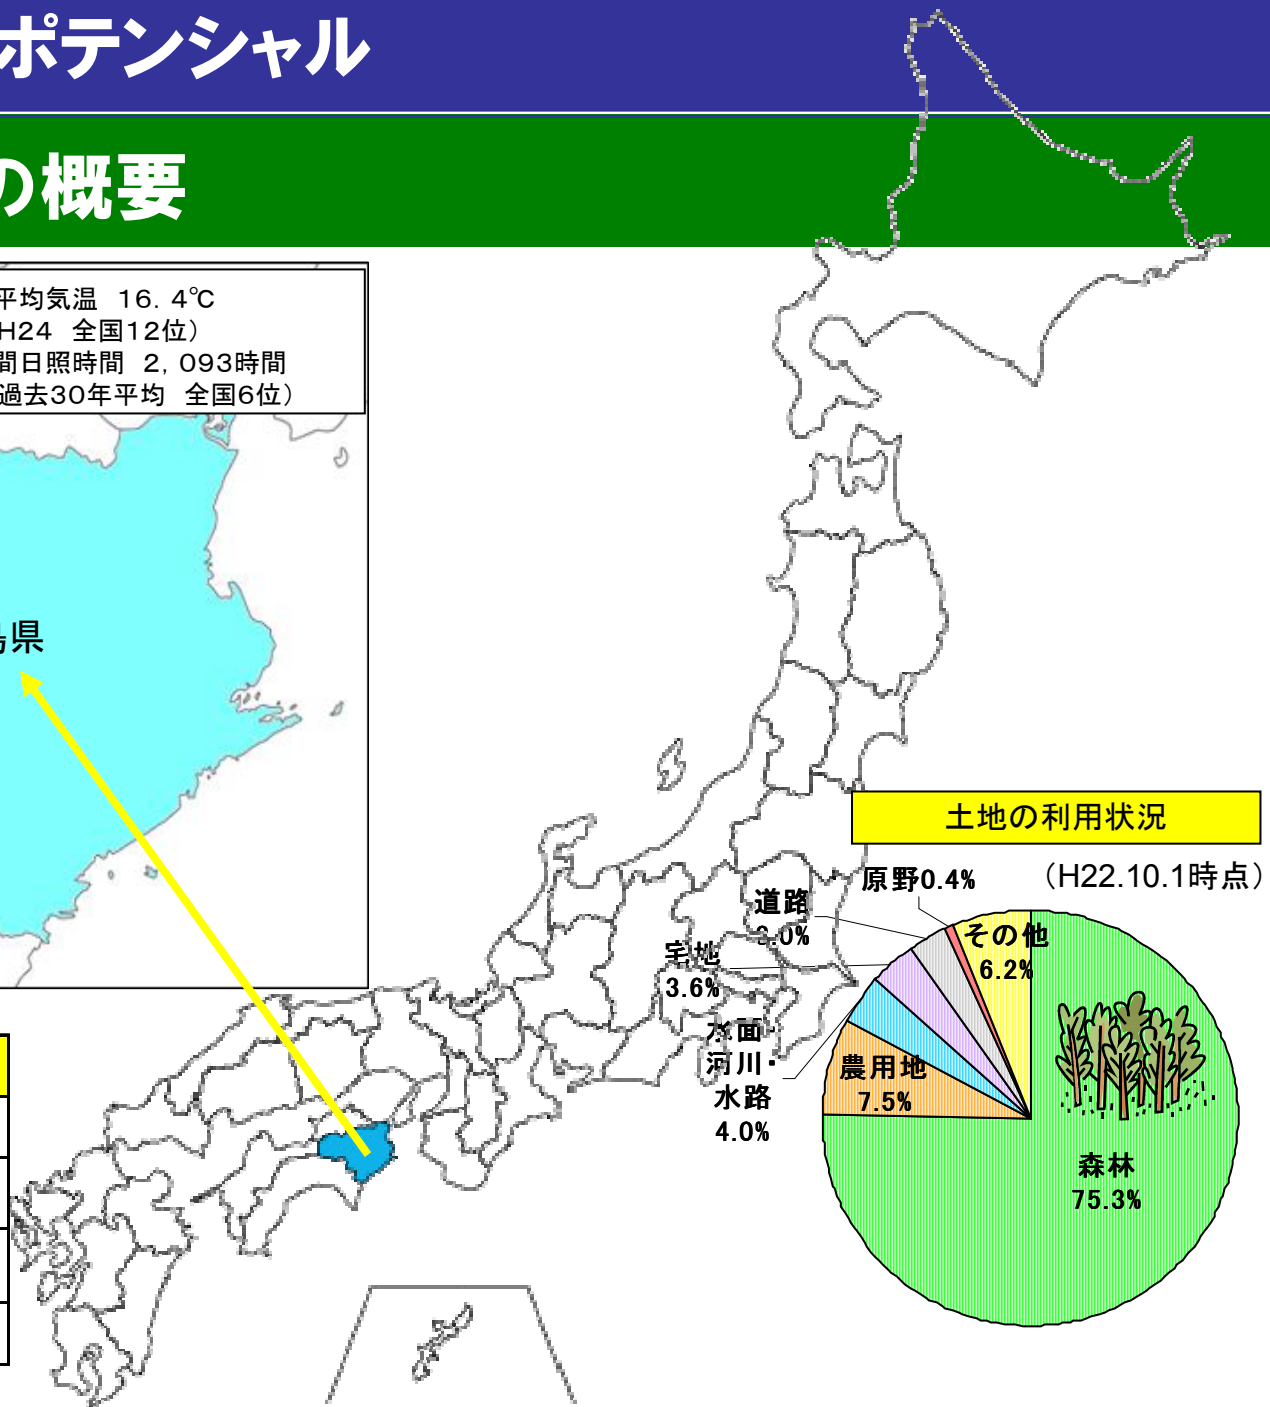 ポテンシャル
の概要
平均気温 16.4℃
H24 全国12位）
間日照時間 2,093時間
過去30年平均 全国6位）
県
土地の利用状況
（H22.10.1時点）
原野0.4%
道路
その他
6.2%
宅地
3.6%
水面・
河川・
水路
4.0%
農用地
7.5%
森林
75.3%